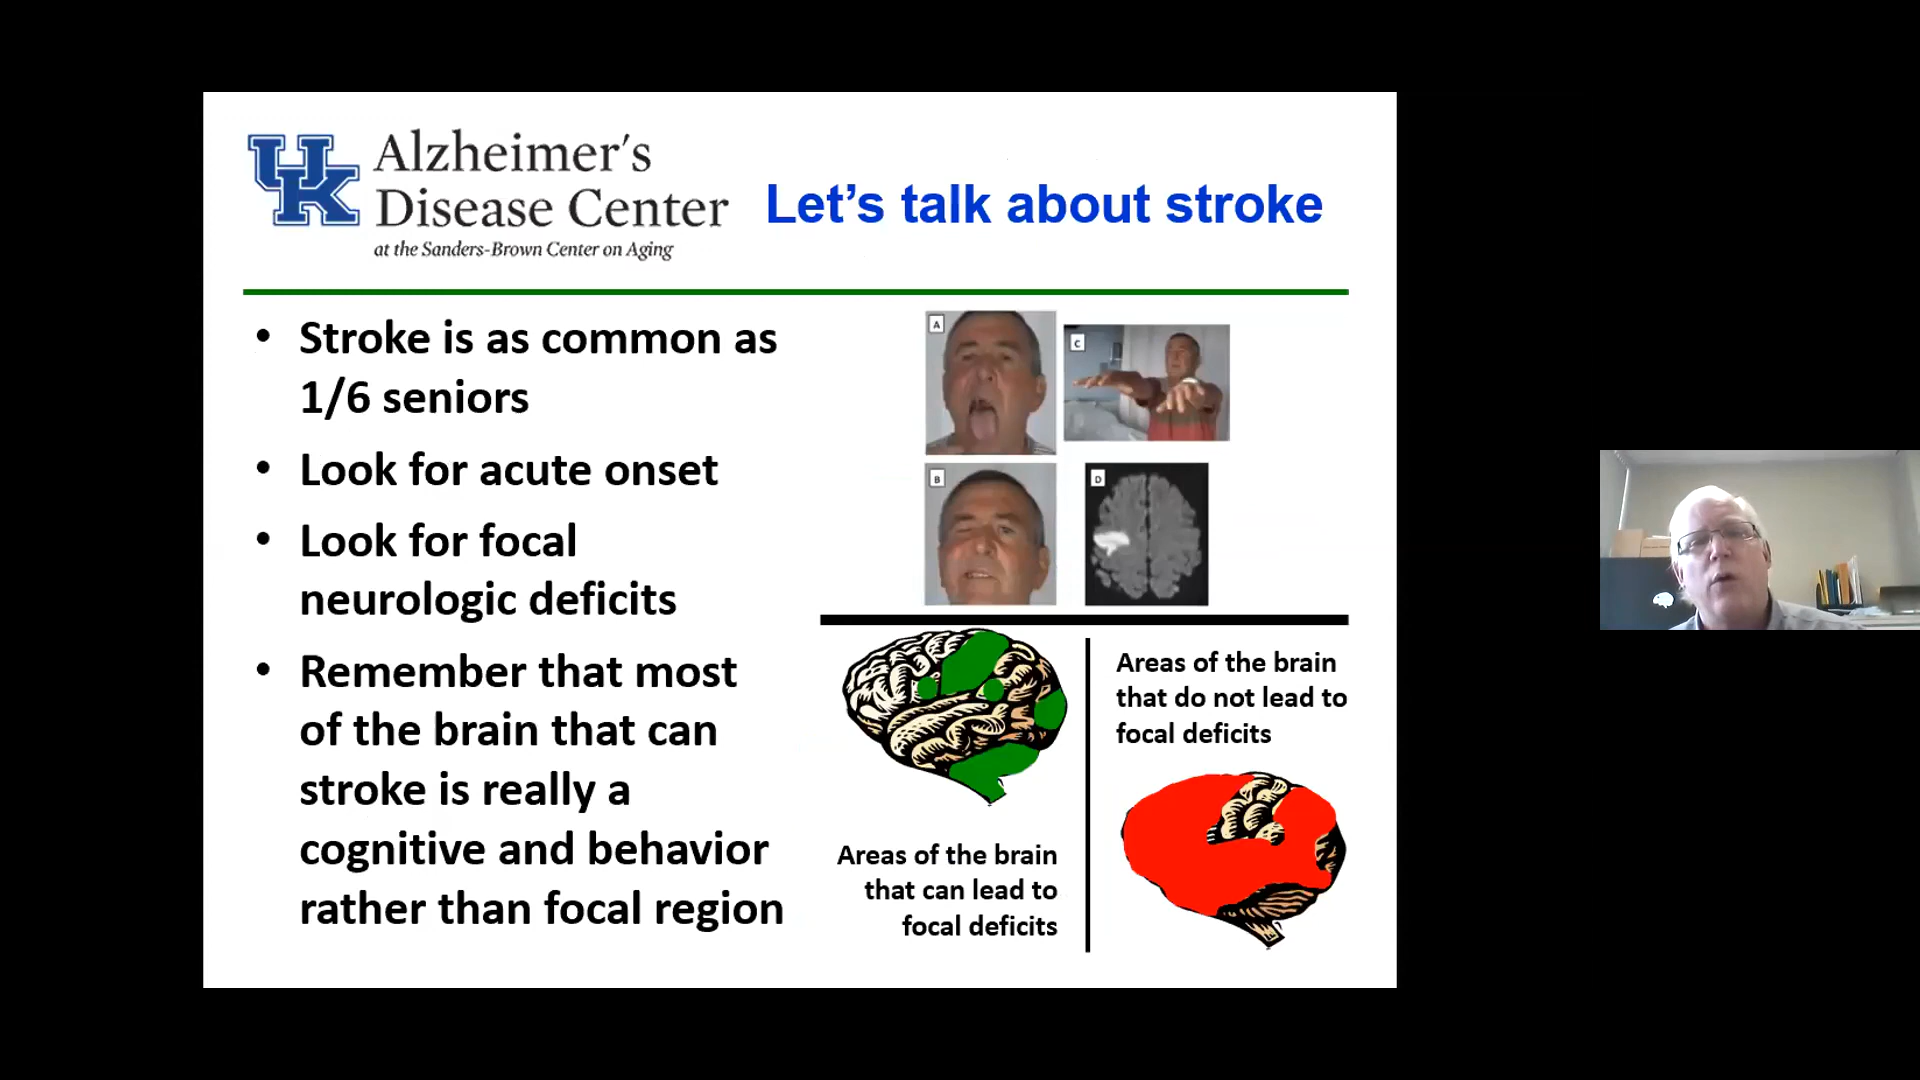 UK
Alzheimer's
Disease Center
at the Sanders-Brown Center on Aging
Let's talk about stroke
• Stroke is as common as
1/6 seniors
• Look for acute onset
• Look for focal
neurologic deficits
• Remember that most
of the brain that can
stroke is really a
cognitive and behavior
rather than focal region
A
C
B
D
Areas of the brain
that can lead to
focal deficits
Areas of the brain
that do not lead to
focal deficits